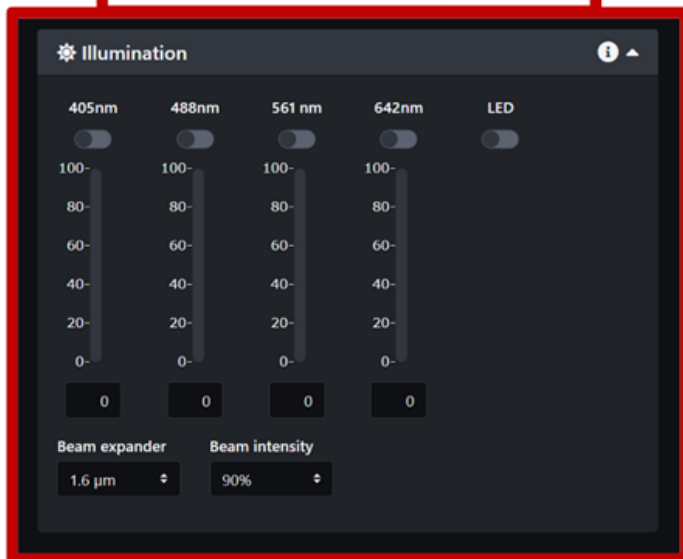 Illumination
405nm 488nm 561 nm 642nm LED
100- 100- 100- 100-
80- 80- 80- 80-
60- 60- 60- 60-
40- 40- 40- 40-
20- 20- 20- 20-
0- 0- 0- 0-
0 0 0 0
Beam expander Beam intensity
1.6 μm 90%